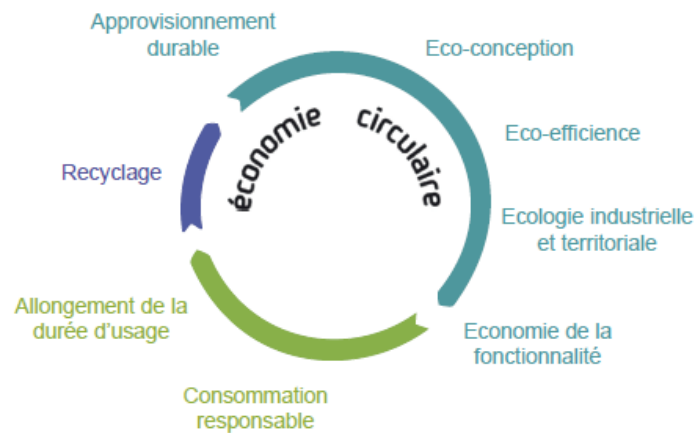 Approvisionnement
durable
Eco-conception
économie circulaire
Eco-efficience
Recyclage
Ecologie industrielle
et territoriale
Allongement de la
durée d'usage
Economie de la
fonctionnalité
Consommation
responsable